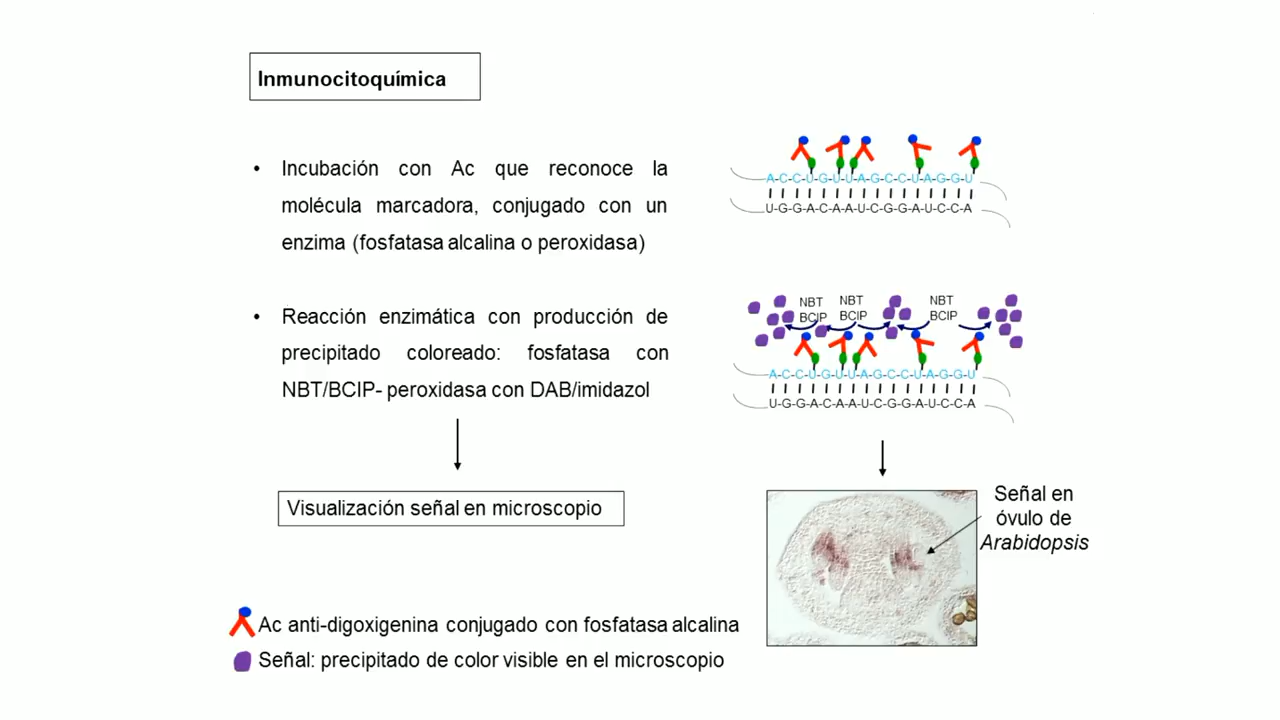 Inmunocitoquímica
• Incubación con Ac que reconoce la
molécula marcadora, conjugado con un
enzima (fosfatasa alcalina o peroxidasa)
A-C-C-U-G-U-U-A-G-C-C-U-A-G-G-U
U-G-G-A-C-A-A-U-C-G-G-A-U-C-C-A
• Reacción enzimática con producción de
precipitado coloreado: fosfatasa con
NBT/BCIP- peroxidasa con DAB/imidazol
NBT NBT NBT
BCIP BCIP BCIP
A-C-C-U-G-U-U-A-G-C-C-U-A-G-G-U
U-G-G-A-C-A-A-U-C-G-G-A-U-C-C-A
Visualización señal en microscopio
Señal en
óvulo de
Arabidopsis
Ac anti-digoxigenina conjugado con fosfatasa alcalina
Señal: precipitado de color visible en el microscopio